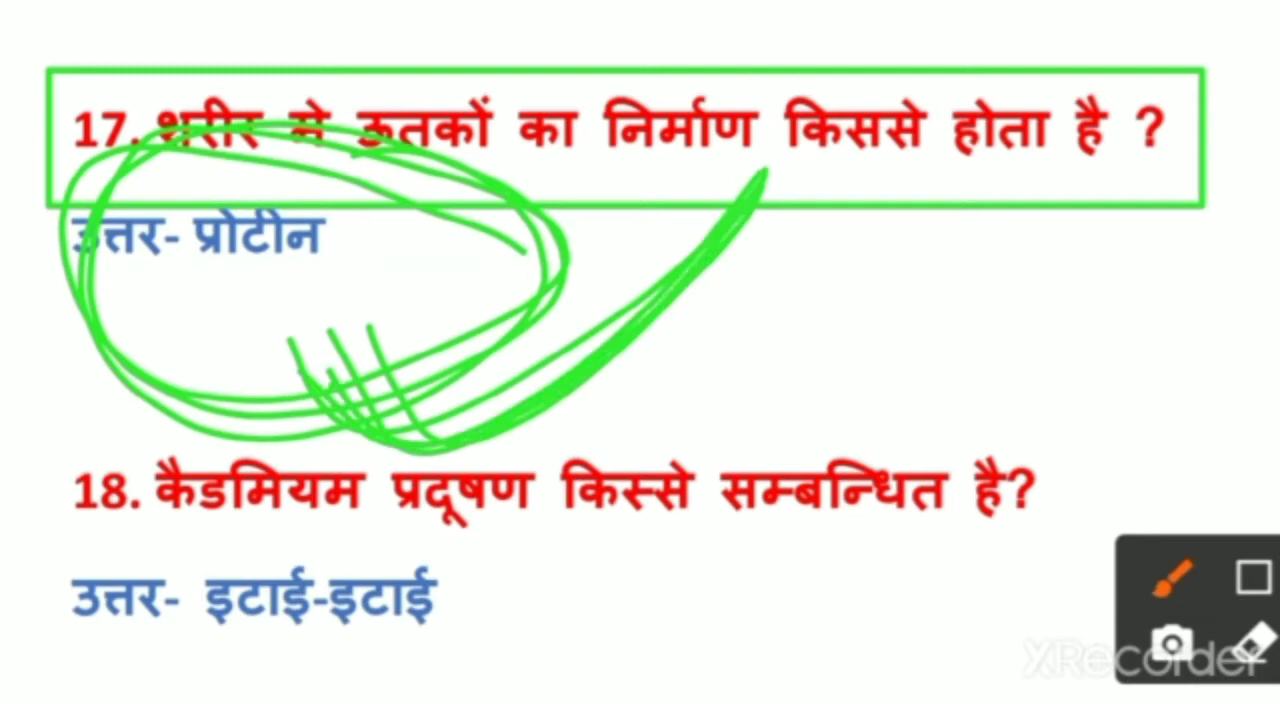 17. शरीर मे ऊतकों का निर्माण किससे होता है ?
उत्तर- प्रोटीन
18. कैडमियम प्रदूषण किस्से सम्बन्धित है?
उत्तर- इटाई-इटाई
XRecorder